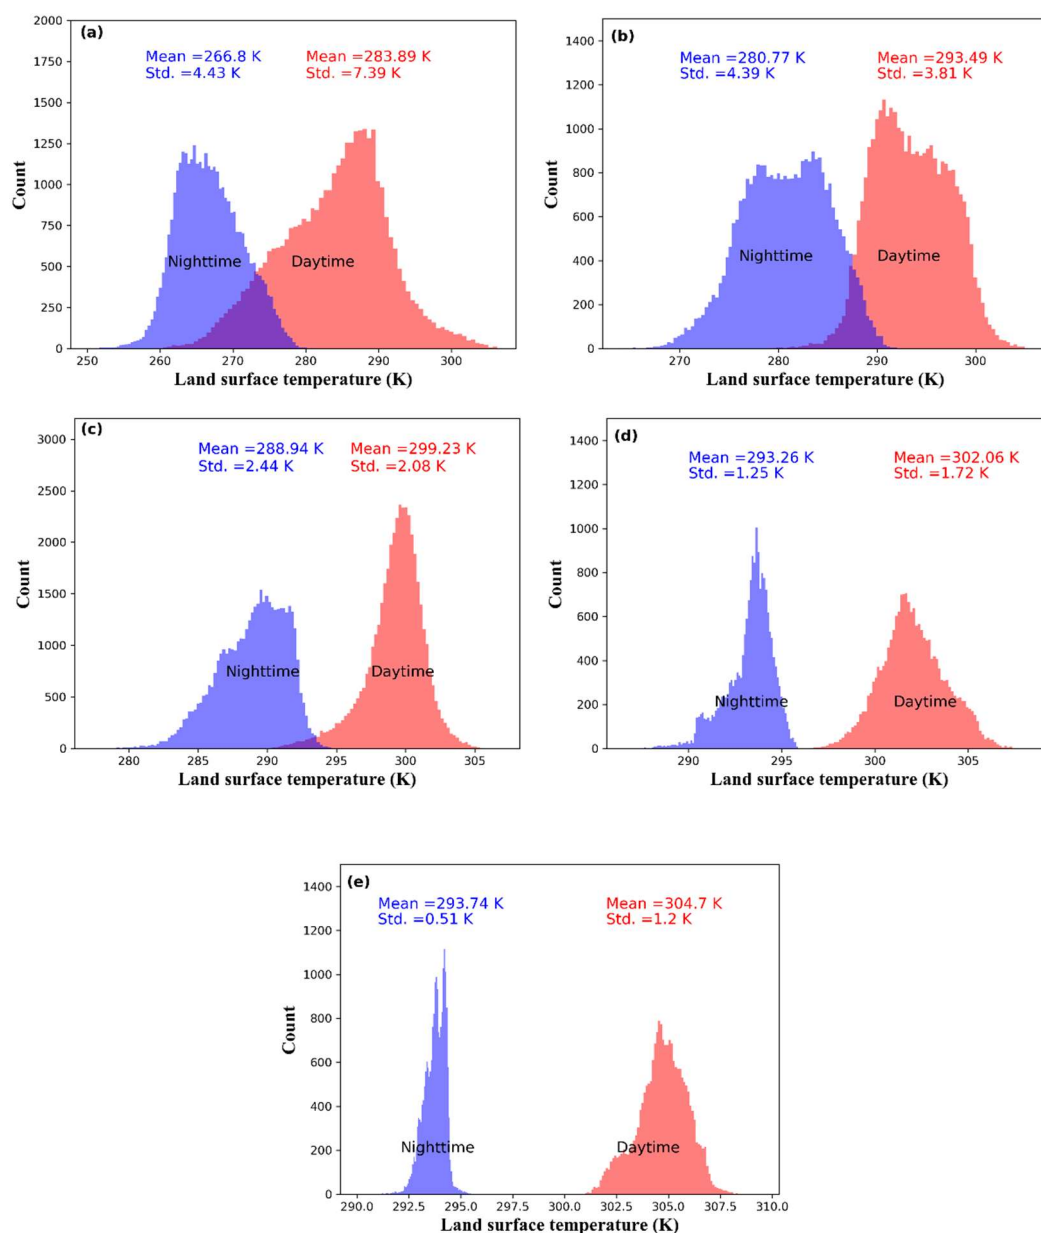 (a)
Mean =266.8 K
Std. =4.43 K
Mean =283.89 K
Std. =7.39 K
2000
1750
1500
1250
1000
750
500
250
0
Count
Nighttime
Daytime
250
260
270
280
290
300
Land surface temperature (K)
(b)
Mean =280.77 K
Std. =4.39 K
Mean =293.49 K
Std. =3.81 K
1400
1200
1000
800
600
400
200
0
Count
Nighttime
Daytime
270
280
290
300
Land surface temperature (K)
(c)
Mean =288.94 K
Std. =2.44 K
Mean =299.23 K
Std. =2.08 K
3000
2500
2000
1500
1000
500
0
Count
Nighttime
Daytime
280
285
290
295
300
305
Land surface temperature (K)
(d)
Mean =293.26 K
Std. =1.25 K
Mean =302.06 K
Std. =1.72 K
1400
1200
1000
800
600
400
200
0
Count
Nighttime
Daytime
290
295
300
305
Land surface temperature (K)
(e)
Mean =293.74 K
Std. =0.51 K
Mean =304.7 K
Std. =1.2 K
1400
1200
1000
800
600
400
200
0
Count
Nighttime
Daytime
290.0
292.5
295.0
297.5
300.0
302.5
305.0
307.5
310.0
Land surface temperature (K)